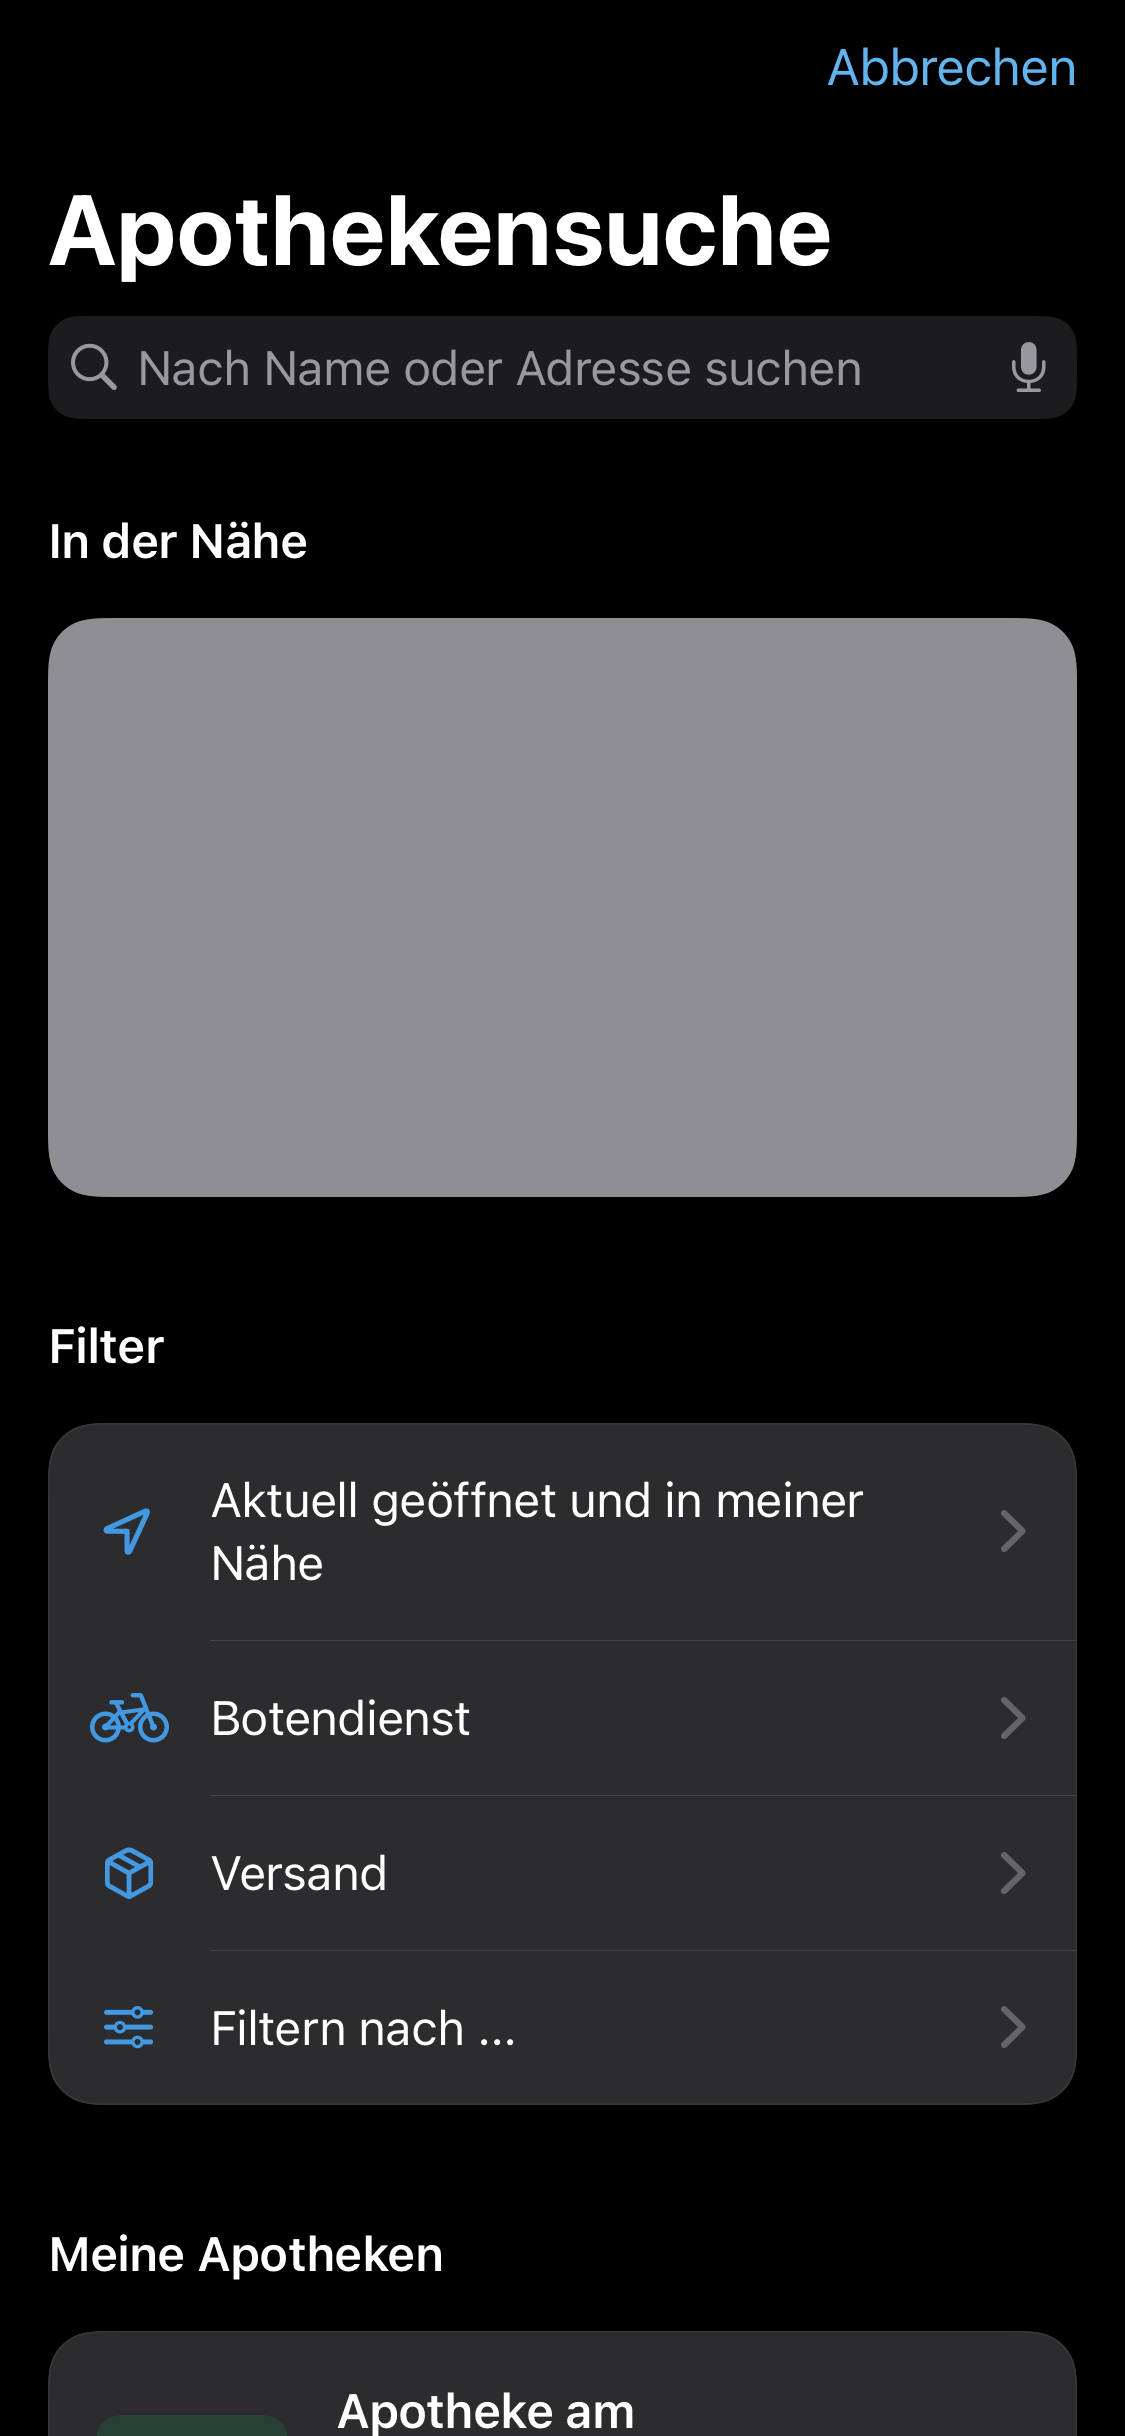 Abbrechen
Apothekensuche
Nach Name oder Adresse suchen
In der Nähe
Filter
Aktuell geöffnet und in meiner
Nähe
Botendienst
Versand
Filtern nach ...
Meine Apotheken
Apotheke am